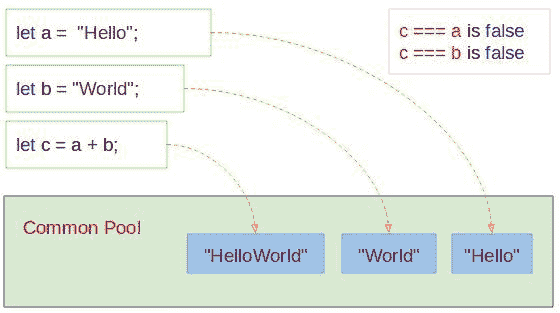 let a =  "Hello";
c === a is false
c === b is false
let b = "World";
let c = a + b;
Common Pool
"HelloWorld"
"World"
"Hello"